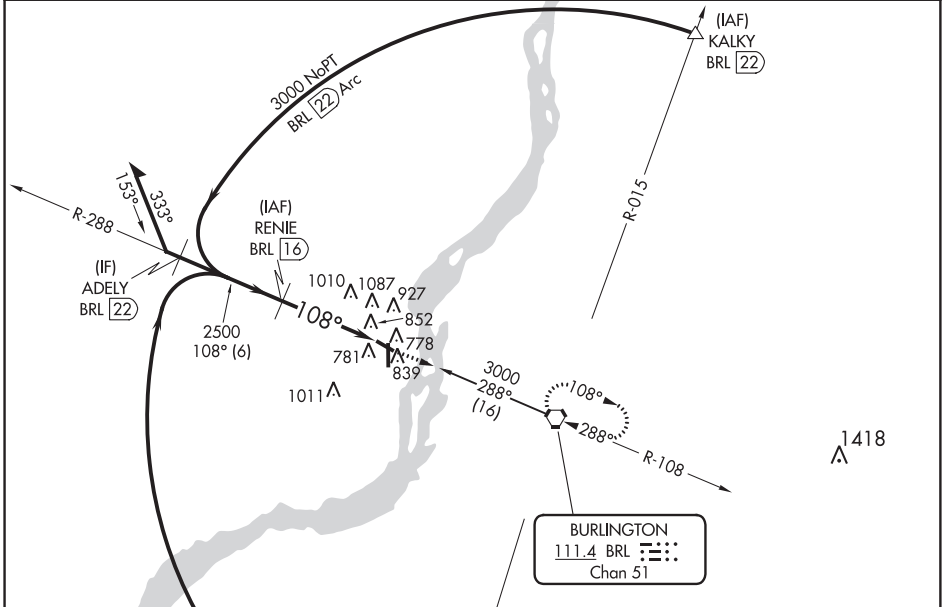 (IAF)
KALKY
BRL 22
3000 NoPT
BRL 22 Arc
R-015
153°
333°
R-288
(IAF)
RENIE
BRL 16
(IF)
ADELY
BRL 22
1010
1087
927
852
108°
778
2500
108° (6)
781
839
1011
3000
288°
(16)
108°
288°
R-108
1418
BURLINGTON
111.4 BRL
Chan 51